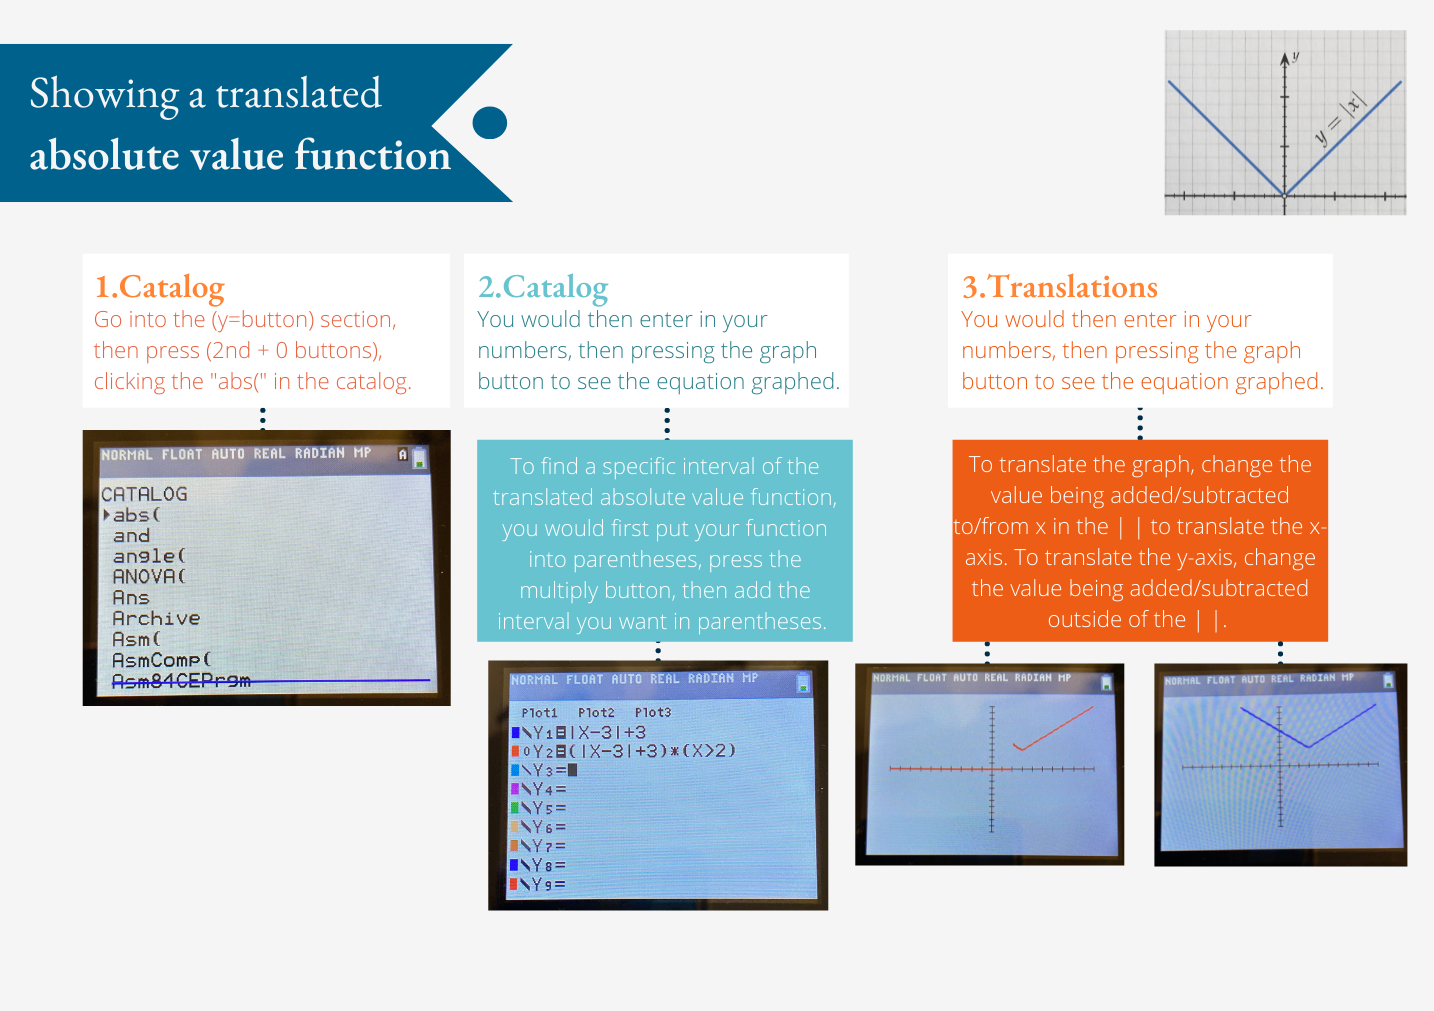 Showing a translated
absolute value function
y
y = |x|
1.Catalog
Go into the (y=button) section,
then press (2nd + 0 buttons),
clicking the "abs(" in the catalog.
2.Catalog
You would then enter in your
numbers, then pressing the graph
button to see the equation graphed.
3.Translations
You would then enter in your
numbers, then pressing the graph
button to see the equation graphed.
NORMAL FLOAT AUTO REAL RADIAN MP A
CATALOG
▶abs(
and
angle(
ANOVA(
Ans
Archive
Asm(
AsmComp(
Asm84CEPrgm
To find a specific interval of the
translated absolute value function,
you would first put your function
into parentheses, press the
multiply button, then add the
interval you want in parentheses.
To translate the graph, change the
value being added/subtracted
to/from x in the | | to translate the x-
axis. To translate the y-axis, change
the value being added/subtracted
outside of the | |.
NORMAL FLOAT AUTO REAL RADIAN MP
Plot1 Plot2 Plot3
\Y1=|X-3|+3
Y2=(|X-3|+3)*(X>2)
\Y3=
\Y4=
\Y5=
\Y6=
\Y7=
\Y8=
\Y9=
NORMAL FLOAT AUTO REAL RADIAN MP
NORMAL FLOAT AUTO REAL RADIAN MP